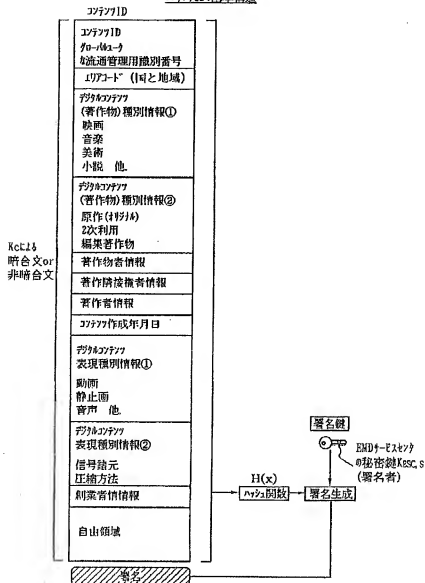 コンテンツID
コンテンツID
グローバルユニーク
な流通管理用識別番号
エリアコード (国と地域)
デジタルコンテンツ
(著作物)種別情報①
映画
音楽
美術
小説 他.
デジタルコンテンツ
(著作物)種別情報②
原作(オリジナル)
2次利用
編集著作物
著作物者情報
著作隣接権者情報
著作者情報
コンテンツ作成年月日
デジタルコンテンツ
表現種別情報①
動画
静止画
音声 他.
デジタルコンテンツ
表現種別情報②
信号諸元
圧縮方法
創業者情情報
自由領域
署名
Kcによる
暗合文or
非暗合文
H(x)
ハッシュ関数
署名生成
署名鍵
EMDサービスセンタ
の秘密鍵Kesc,s
(署名者)